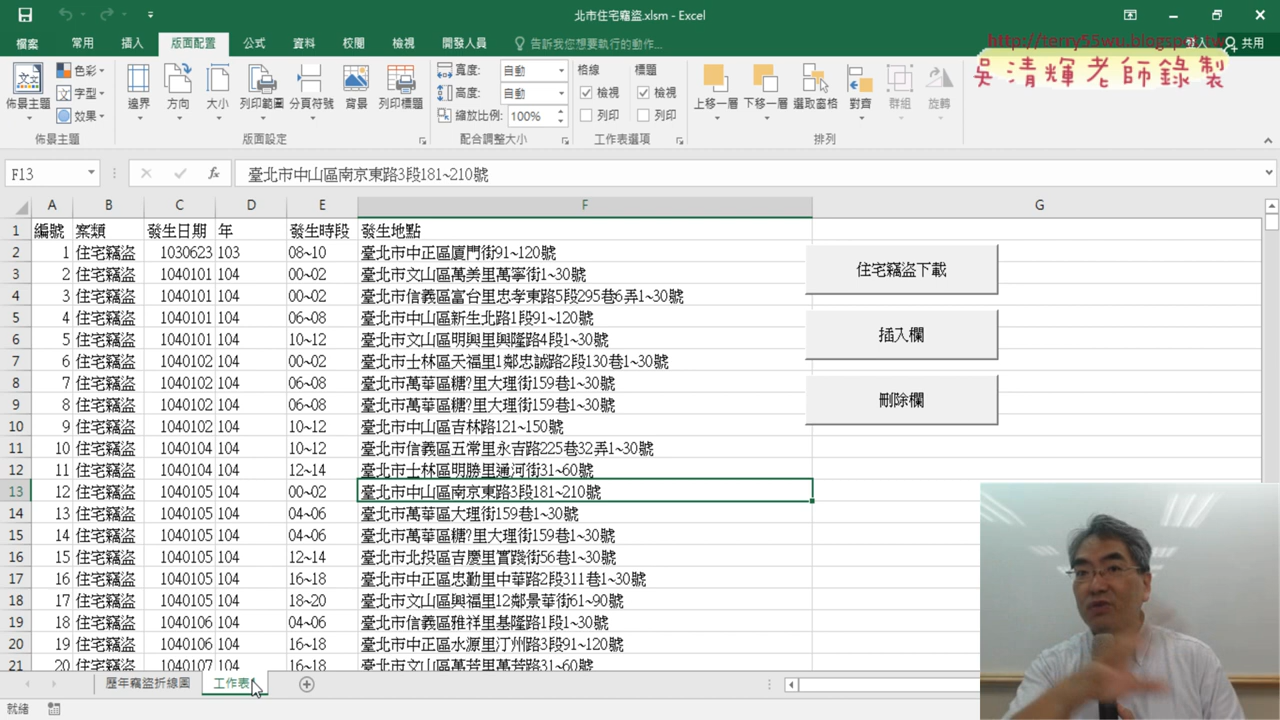 北市住宅竊盜.xlsm - Excel
檔案 常用 插入 版面配置 公式 資料 校閱 檢視 開發人員 告訴我您想要執行的動作... 登入 共用
http://terry55wu.blogspot.tw
吳清輝老師錄製
佈景主題 色彩 字型 效果 邊界 方向 大小 列印範圍 分頁符號 背景 列印標題 寬度: 自動 高度: 自動 縮放比例: 100% 格線 檢視 列印 標題 檢視 列印 上移一層 下移一層 選取窗格 對齊 群組 旋轉
佈景主題 版面設定 配合調整大小 工作表選項 排列
F13 fx 臺北市中山區南京東路3段181~210號
A B C D E F G
1 編號 案類 發生日期 年 發生時段 發生地點
2 1 住宅竊盜 1030623 103 08~10 臺北市中正區廈門街91~120號
3 2 住宅竊盜 1040101 104 00~02 臺北市文山區萬美里萬寧街1~30號
4 3 住宅竊盜 1040101 104 00~02 臺北市信義區富台里忠孝東路5段295巷6弄1~30號
5 4 住宅竊盜 1040101 104 06~08 臺北市中山區新生北路1段91~120號
6 5 住宅竊盜 1040101 104 10~12 臺北市文山區明興里興隆路4段1~30號
7 6 住宅竊盜 1040102 104 00~02 臺北市士林區天福里1鄰忠誠路2段130巷1~30號
8 7 住宅竊盜 1040102 104 06~08 臺北市萬華區糖?里大理街159巷1~30號
9 8 住宅竊盜 1040102 104 06~08 臺北市萬華區糖?里大理街159巷1~30號
10 9 住宅竊盜 1040102 104 10~12 臺北市中山區吉林路121~150號
11 10 住宅竊盜 1040104 104 10~12 臺北市信義區五常里永吉路225巷32弄1~30號
12 11 住宅竊盜 1040104 104 12~14 臺北市士林區明勝里通河街31~60號
13 12 住宅竊盜 1040105 104 00~02 臺北市中山區南京東路3段181~210號
14 13 住宅竊盜 1040105 104 04~06 臺北市萬華區大理街159巷1~30號
15 14 住宅竊盜 1040105 104 04~06 臺北市萬華區糖?里大理街159巷1~30號
16 15 住宅竊盜 1040105 104 12~14 臺北市北投區吉慶里實踐街56巷1~30號
17 16 住宅竊盜 1040105 104 16~18 臺北市中正區忠勤里中華路2段311巷1~30號
18 17 住宅竊盜 1040105 104 18~20 臺北市文山區興福里12鄰景華街61~90號
19 18 住宅竊盜 1040106 104 04~06 臺北市信義區雅祥里基隆路1段1~30號
20 19 住宅竊盜 1040106 104 16~18 臺北市中正區水源里汀州路3段91~120號
21 20 住宅竊盜 1040107 104 16~18 臺北市文山區萬芳里萬芳路31~60號
住宅竊盜下載
插入欄
刪除欄
歷年竊盜折線圖 工作表
就緒